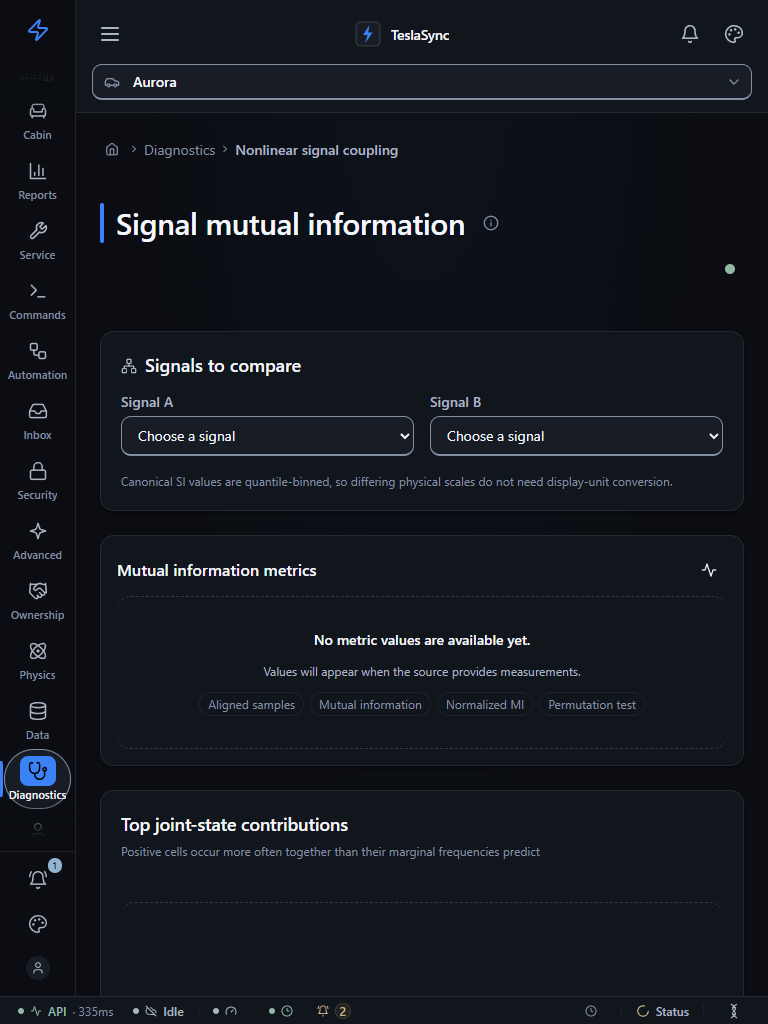 TeslaSync
Aurora
Energy
Cabin
Reports
Service
Commands
Automation
Inbox
Security
Advanced
Ownership
Physics
Data
Diagnostics
1
Diagnostics
Nonlinear signal coupling
Signal mutual information
Signals to compare
Signal A
Signal B
Choose a signal
Choose a signal
Canonical SI values are quantile-binned, so differing physical scales do not need display-unit conversion.
Mutual information metrics
No metric values are available yet.
Values will appear when the source provides measurements.
Aligned samples
Mutual information
Normalized MI
Permutation test
Top joint-state contributions
Positive cells occur more often together than their marginal frequencies predict
API · 335ms
Idle
2
Status